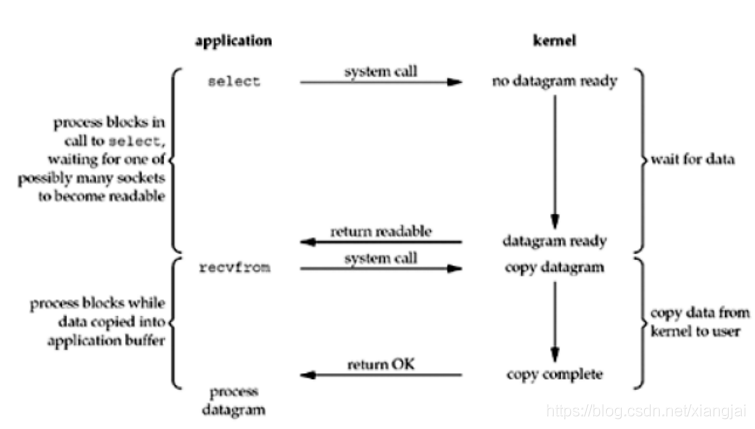 application
kernel
select
system call
no datagram ready
process blocks in
call to select,
waiting for one of
possibly many sockets
to become readable
wait for data
return readable
datagram ready
recvfrom
system call
copy datagram
process blocks while
data copied into
application buffer
copy data from
kernel to user
return OK
copy complete
process
datagram
https://blog.csdn.net/xiangjai